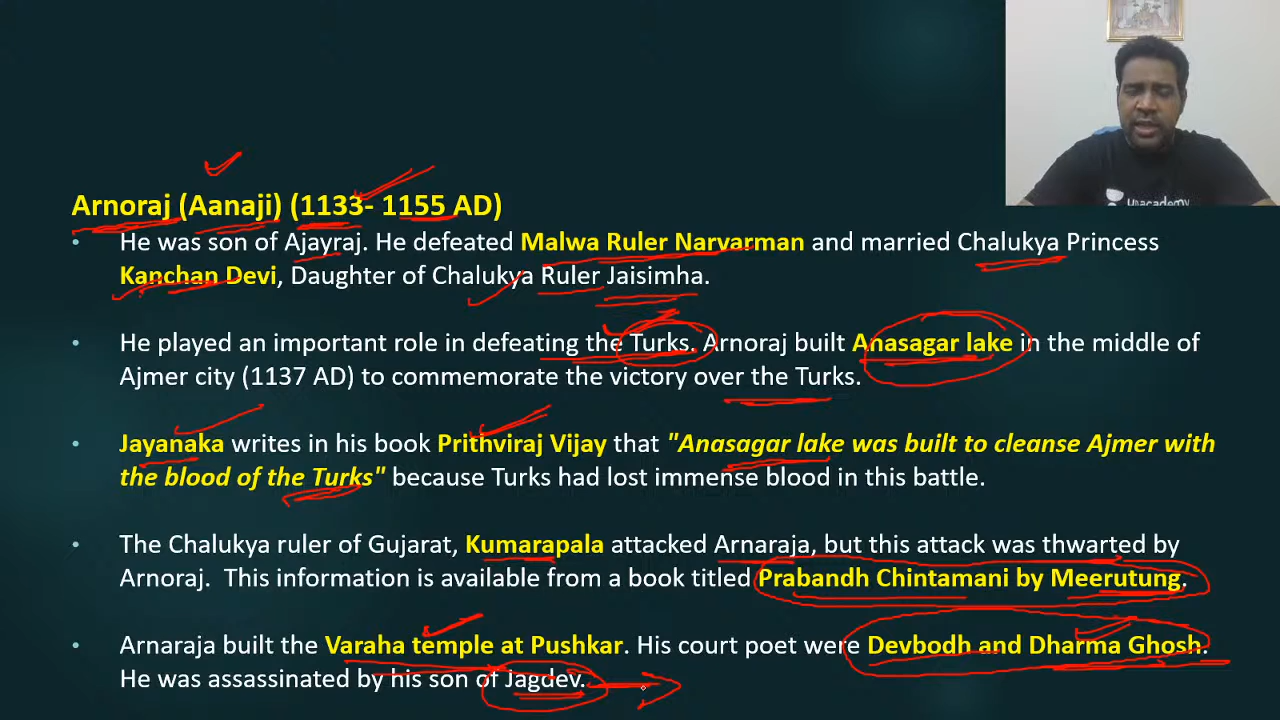 Arnoraj (Aanaji) (1133- 1155 AD)
• He was son of Ajayraj. He defeated Malwa Ruler Narvarman and married Chalukya Princess
Kanchan Devi, Daughter of Chalukya Ruler Jaisimha.
• He played an important role in defeating the Turks. Arnoraj built Anasagar lake in the middle of
Ajmer city (1137 AD) to commemorate the victory over the Turks.
• Jayanaka writes in his book Prithviraj Vijay that "Anasagar lake was built to cleanse Ajmer with
the blood of the Turks" because Turks had lost immense blood in this battle.
• The Chalukya ruler of Gujarat, Kumarapala attacked Arnaraja, but this attack was thwarted by
Arnoraj. This information is available from a book titled Prabandh Chintamani by Meerutung.
• Arnaraja built the Varaha temple at Pushkar. His court poet were Devbodh and Dharma Ghosh.
He was assassinated by his son of Jagdev.
unacademy